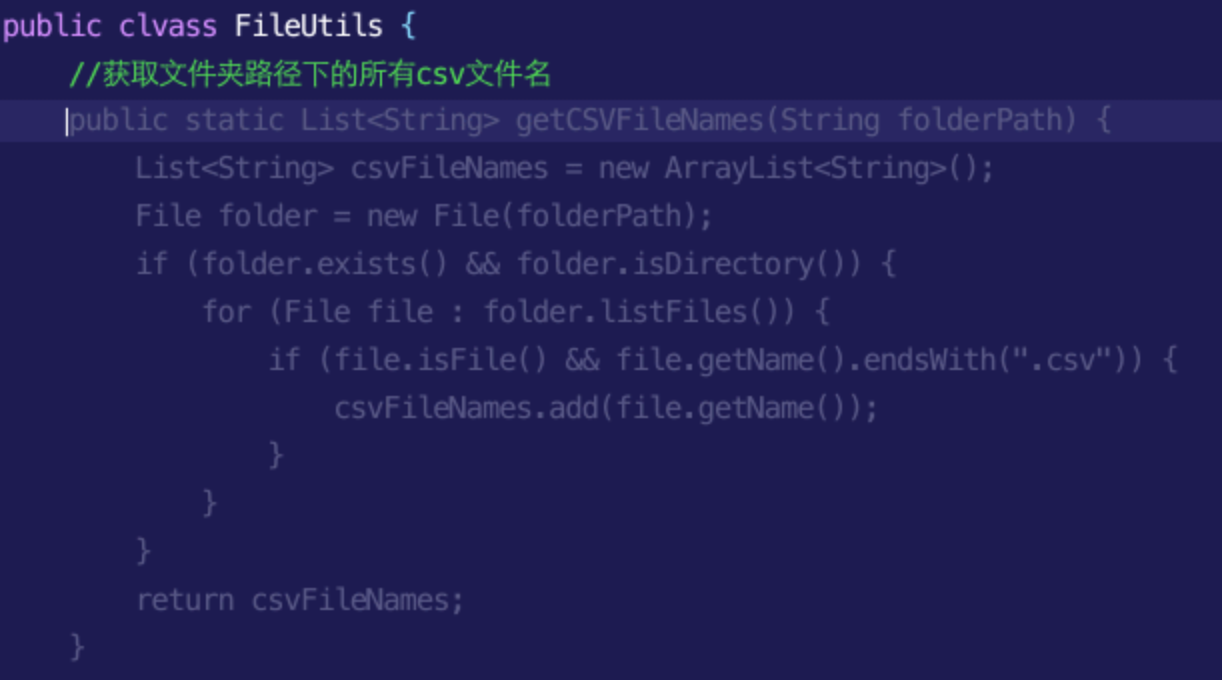 public clvass FileUtils {
//获取文件夹路径下的所有csv文件名
public static List<String> getCSVFileNames(String folderPath) {
List<String> csvFileNames = new ArrayList<String>();
File folder = new File(folderPath);
if (folder.exists() && folder.isDirectory()) {
for (File file : folder.listFiles()) {
if (file.isFile() && file.getName().endsWith(".csv")) {
csvFileNames.add(file.getName());
}
}
}
return csvFileNames;
}